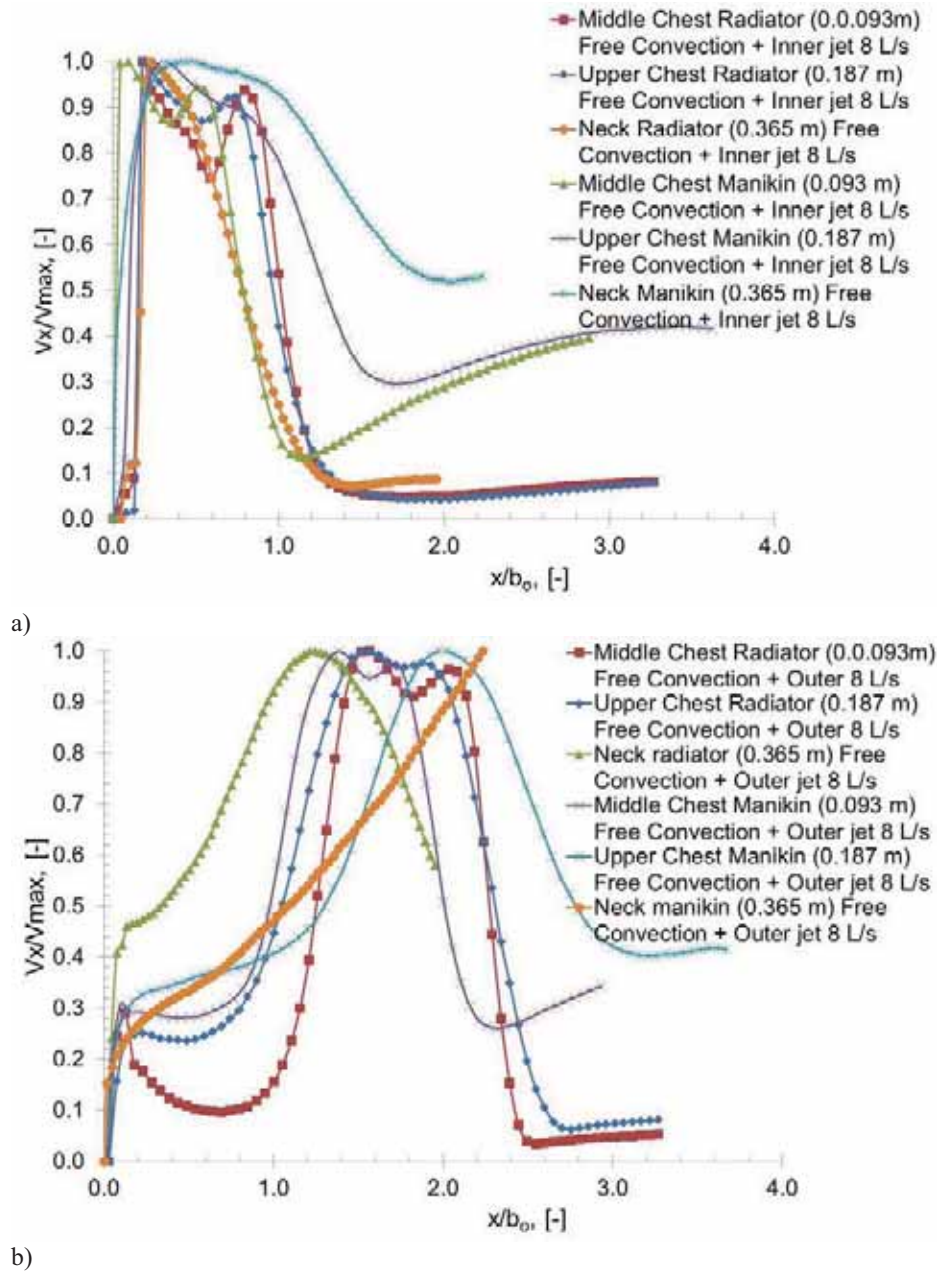 Middle Chest Radiator (0.0.093m)
Free Convection + Inner jet 8 L/s
Upper Chest Radiator (0.187 m)
Free Convection + Inner jet 8 L/s
Neck Radiator (0.365 m) Free
Convection + Inner jet 8 L/s
Middle Chest Manikin (0.093 m)
Free Convection + Inner jet 8 L/s
Upper Chest Manikin (0.187 m)
Free Convection + Inner jet 8 L/s
Neck Manikin (0.365 m) Free
Convection + Inner jet 8 L/s
1.0
0.9
0.8
0.7
0.6
0.5
0.4
0.3
0.2
0.1
0.0
Vx/Vmax, [-]
0.0 1.0 2.0 3.0 4.0
x/b₀, [-]
a)
Middle Chest Radiator (0.0.093m)
Free Convection + Outer 8 L/s
Upper Chest Radiator (0.187 m)
Free Convection + Outer 8 L/s
Neck radiator (0.365 m) Free
Convection + Outer jet 8 L/s
Middle Chest Manikin (0.093 m)
Free Convection + Outer jet 8 L/s
Upper Chest Manikin (0.187 m)
Free Convection + Outer jet 8 L/s
Neck manikin (0.365 m) Free
Convection + Outer jet 8 L/s
1.0
0.9
0.8
0.7
0.6
0.5
0.4
0.3
0.2
0.1
0.0
Vx/Vmax, [-]
0.0 1.0 2.0 3.0 4.0
x/b₀, [-]
b)